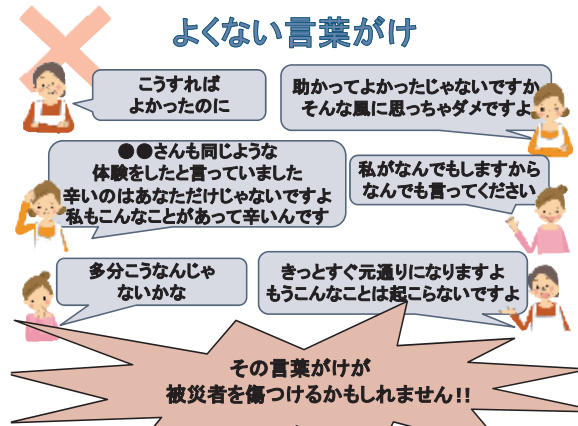 よくない言葉がけ
こうすれば
よかったのに
助かってよかったじゃないですか
そんな風に思っちゃダメですよ
●●さんも同じような
体験をしたと言っていました
辛いのはあなただけじゃないですよ
私もこんなことがあって辛いんです
私がなんでもしますから
なんでも言ってください
多分こうなんじゃ
ないかな
きっとすぐ元通りになりますよ
もうこんなことは起こらないですよ
その言葉がけが
被災者を傷つけるかもしれません!!